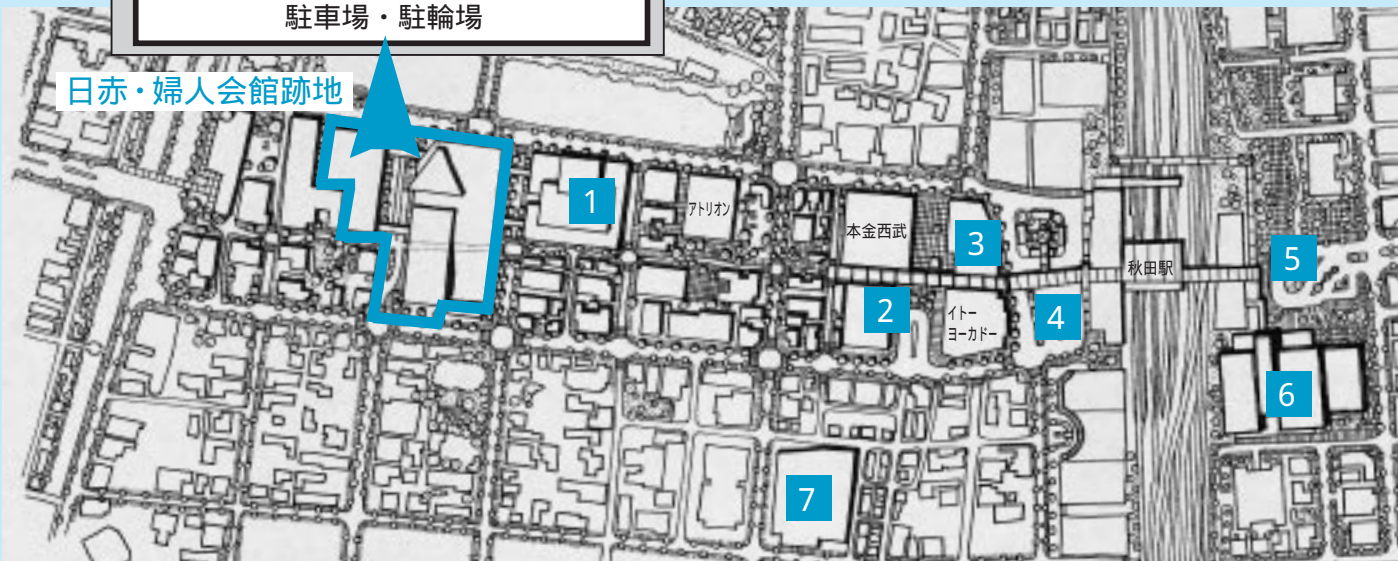 駐車場・駐輪場
日赤・婦人会館跡地
1
アトリオン
本金西武
3
秋田駅
5
2
イトー
ヨーカドー
4
6
7